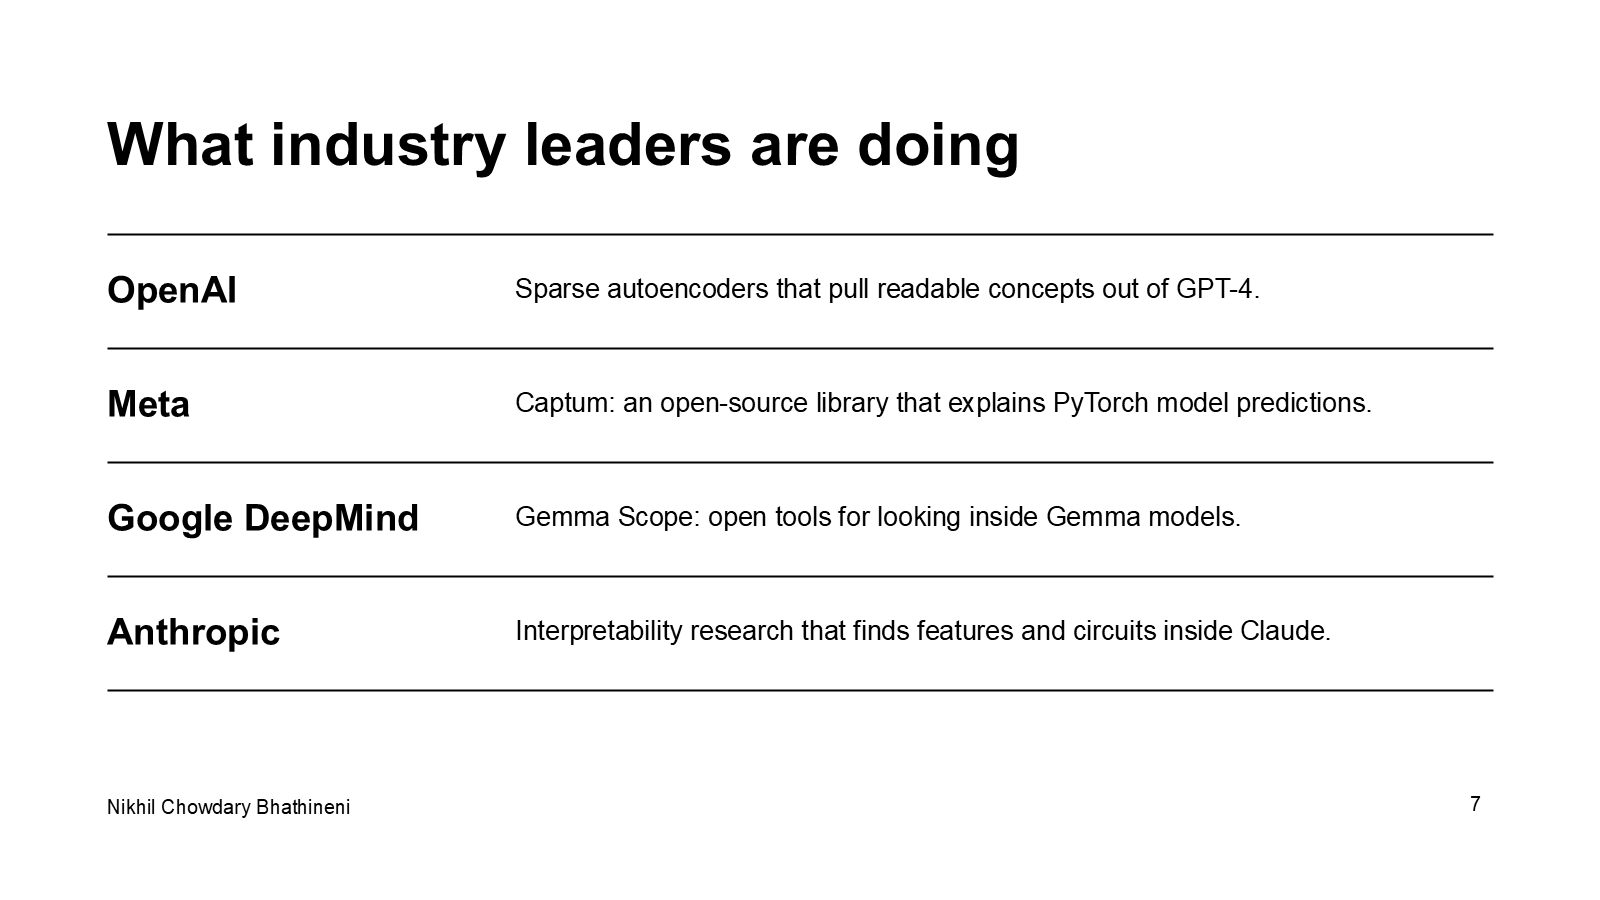 What industry leaders are doing
OpenAI
Sparse autoencoders that pull readable concepts out of GPT-4.
Meta
Captum: an open-source library that explains PyTorch model predictions.
Google DeepMind
Gemma Scope: open tools for looking inside Gemma models.
Anthropic
Interpretability research that finds features and circuits inside Claude.
Nikhil Chowdary Bhathineni
7